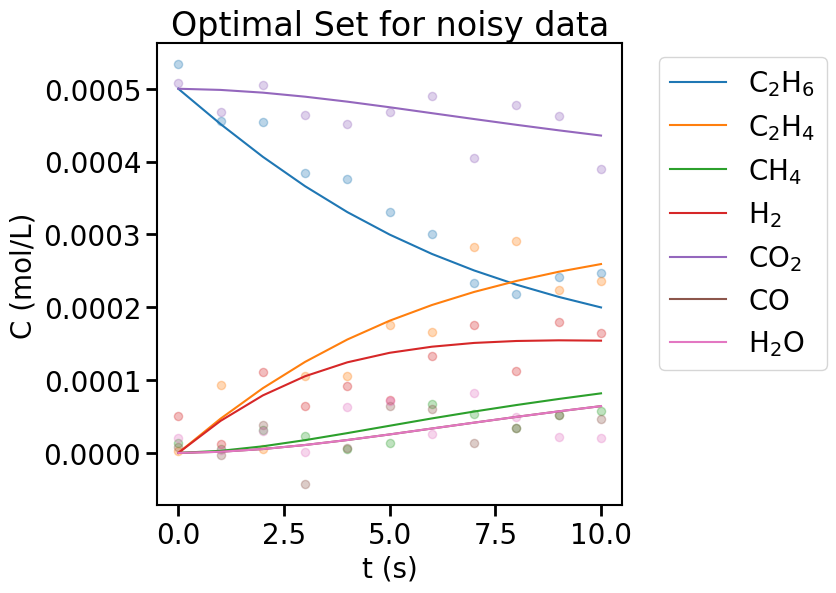 Optimal Set for noisy data
C (mol/L)
0.0005
0.0004
0.0003
0.0002
0.0001
0.0000
0.0 2.5 5.0 7.5 10.0
t (s)
C₂H₆
C₂H₄
CH₄
H₂
CO₂
CO
H₂O